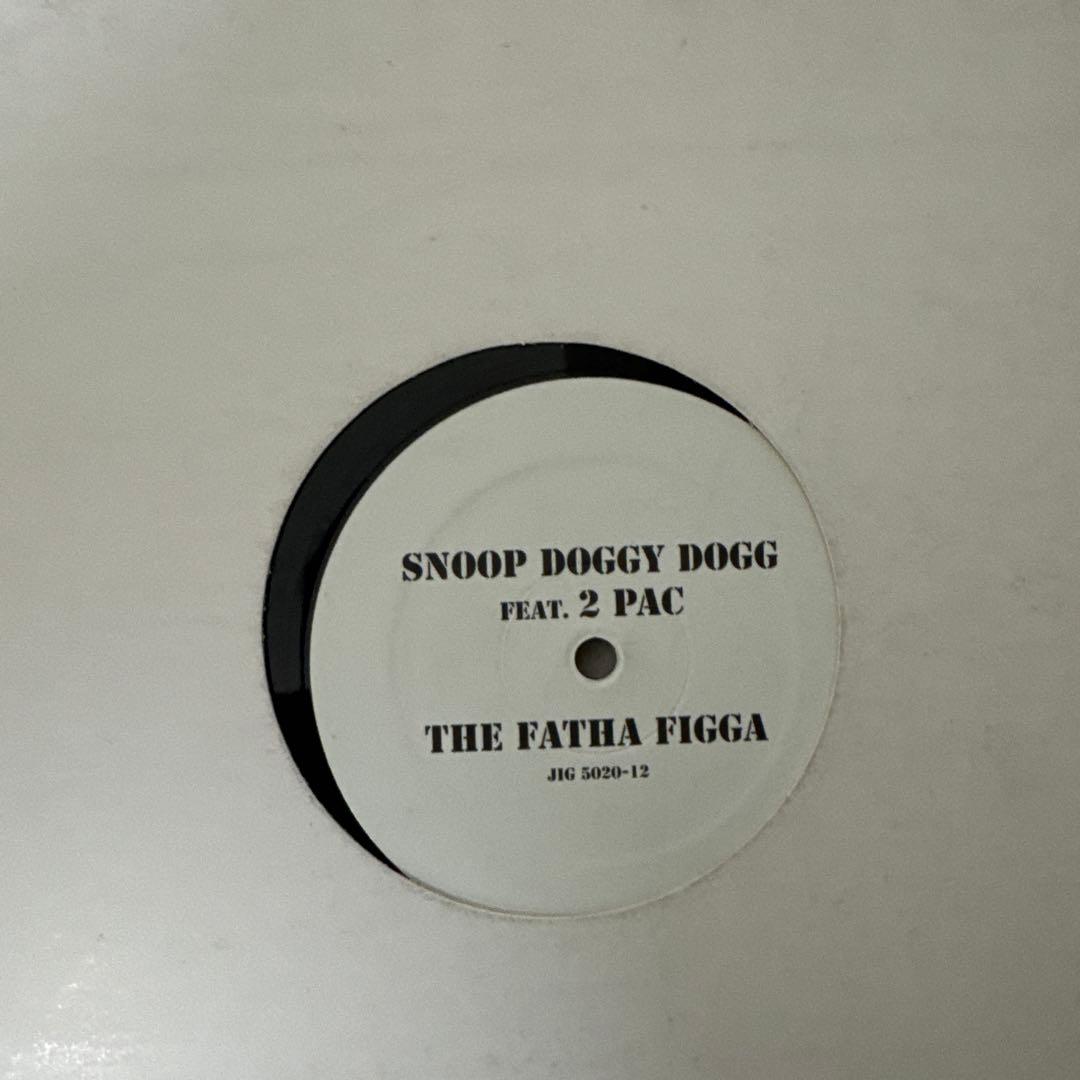 SNOOP DOGGY DOGG
FEAT. 2 PAC
THE FATHA FIGGA
JIG 5020-12